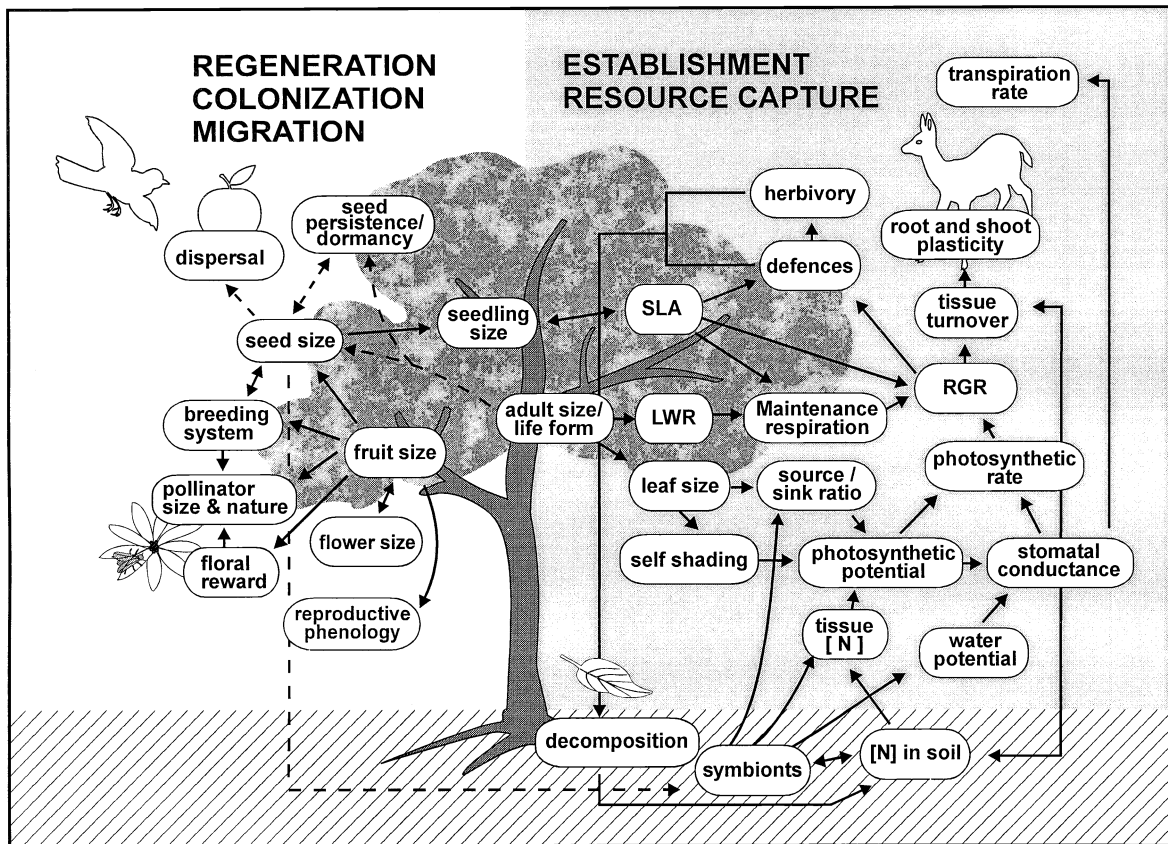 REGENERATION
COLONIZATION
MIGRATION
ESTABLISHMENT
RESOURCE CAPTURE
transpiration
rate
herbivory
seed
persistence/
dormancy
root and shoot
plasticity
dispersal
defences
seedling
size
SLA
tissue
turnover
seed size
RGR
breeding
system
adult size/
life form
LWR
Maintenance
respiration
fruit size
photosynthetic
rate
pollinator
size & nature
leaf size
source /
sink ratio
flower size
floral
reward
self shading
photosynthetic
potential
stomatal
conductance
reproductive
phenology
tissue
[ N ]
water
potential
decomposition
symbionts
[N] in soil